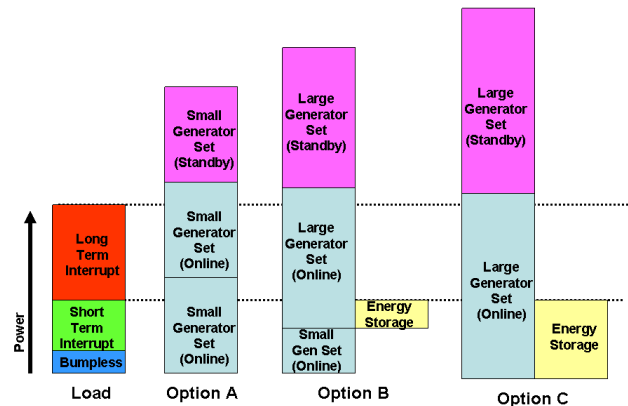 Power
Long
Term
Interrupt
Short
Term
Interrupt
Bumpless
Load
Small
Generator
Set
(Standby)
Small
Generator
Set
(Online)
Small
Generator
Set
(Online)
Option A
Large
Generator
Set
(Standby)
Large
Generator
Set
(Online)
Small
Gen Set
(Online)
Energy
Storage
Option B
Large
Generator
Set
(Standby)
Large
Generator
Set
(Online)
Energy
Storage
Option C